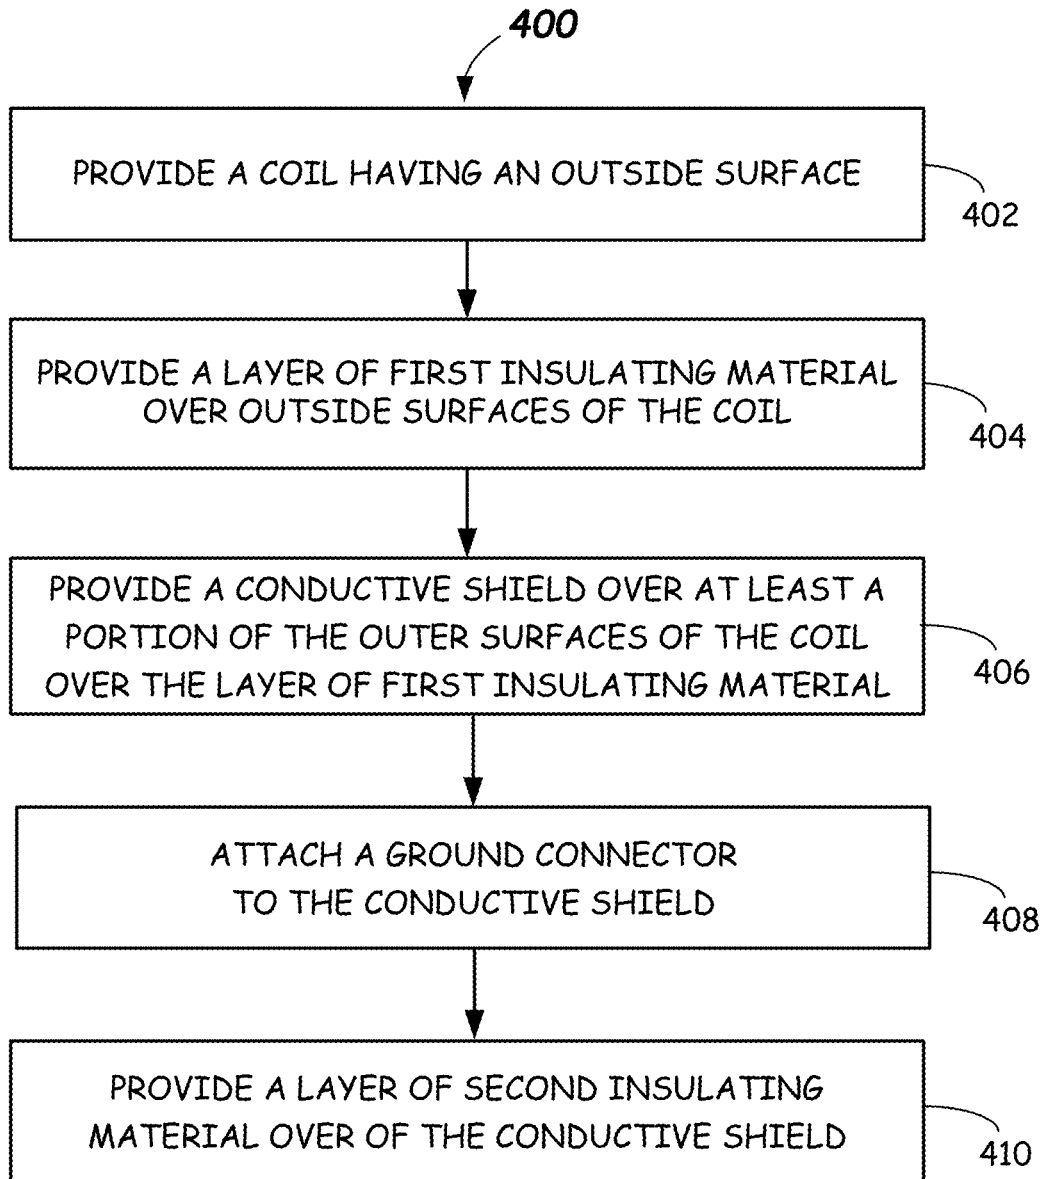 400
PROVIDE A COIL HAVING AN OUTSIDE SURFACE
402
PROVIDE A LAYER OF FIRST INSULATING MATERIAL
OVER OUTSIDE SURFACES OF THE COIL
404
PROVIDE A CONDUCTIVE SHIELD OVER AT LEAST A
PORTION OF THE OUTER SURFACES OF THE COIL
OVER THE LAYER OF FIRST INSULATING MATERIAL
406
ATTACH A GROUND CONNECTOR
TO THE CONDUCTIVE SHIELD
408
PROVIDE A LAYER OF SECOND INSULATING
MATERIAL OVER OF THE CONDUCTIVE SHIELD
410